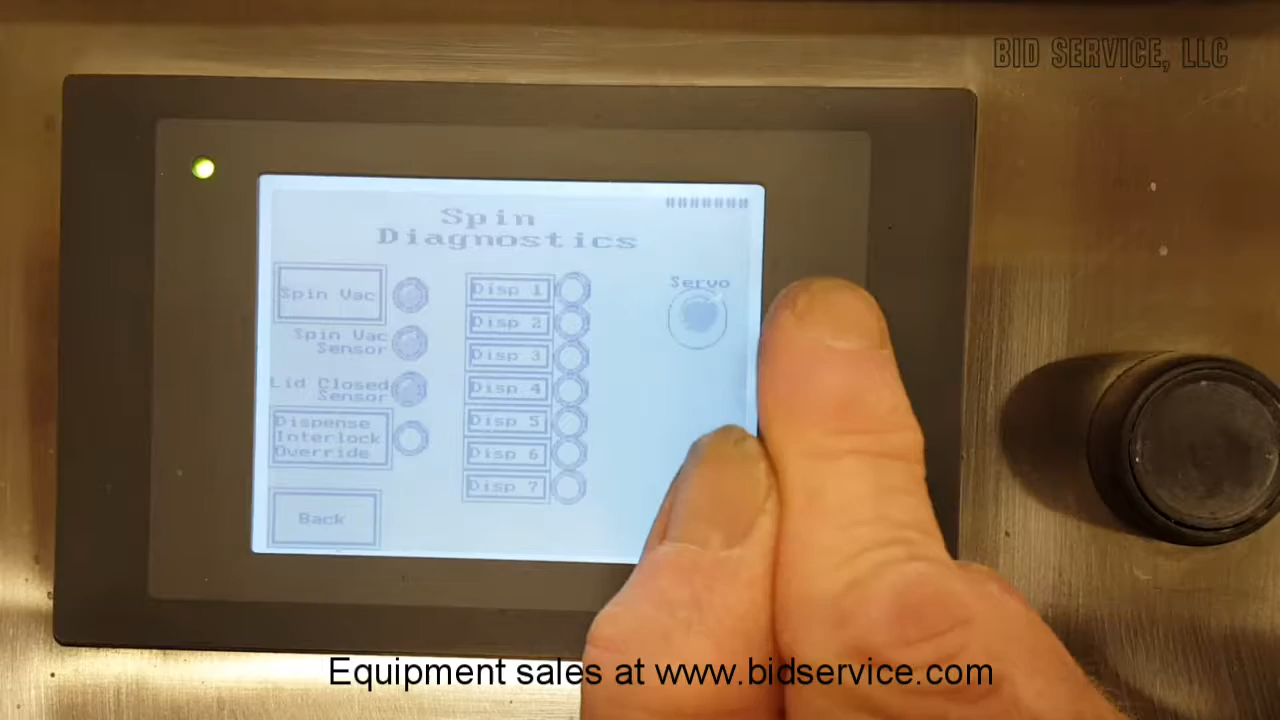 BID SERVICE, LLC
Spin
Diagnostics
Spin Vac
Spin Vac
Sensor
Lid Closed
Sensor
Dispense
Interlock
Override
Back
Disp 1
Disp 2
Disp 3
Disp 4
Disp 5
Disp 6
Disp 7
Servo
Equipment sales at www.bidservice.com